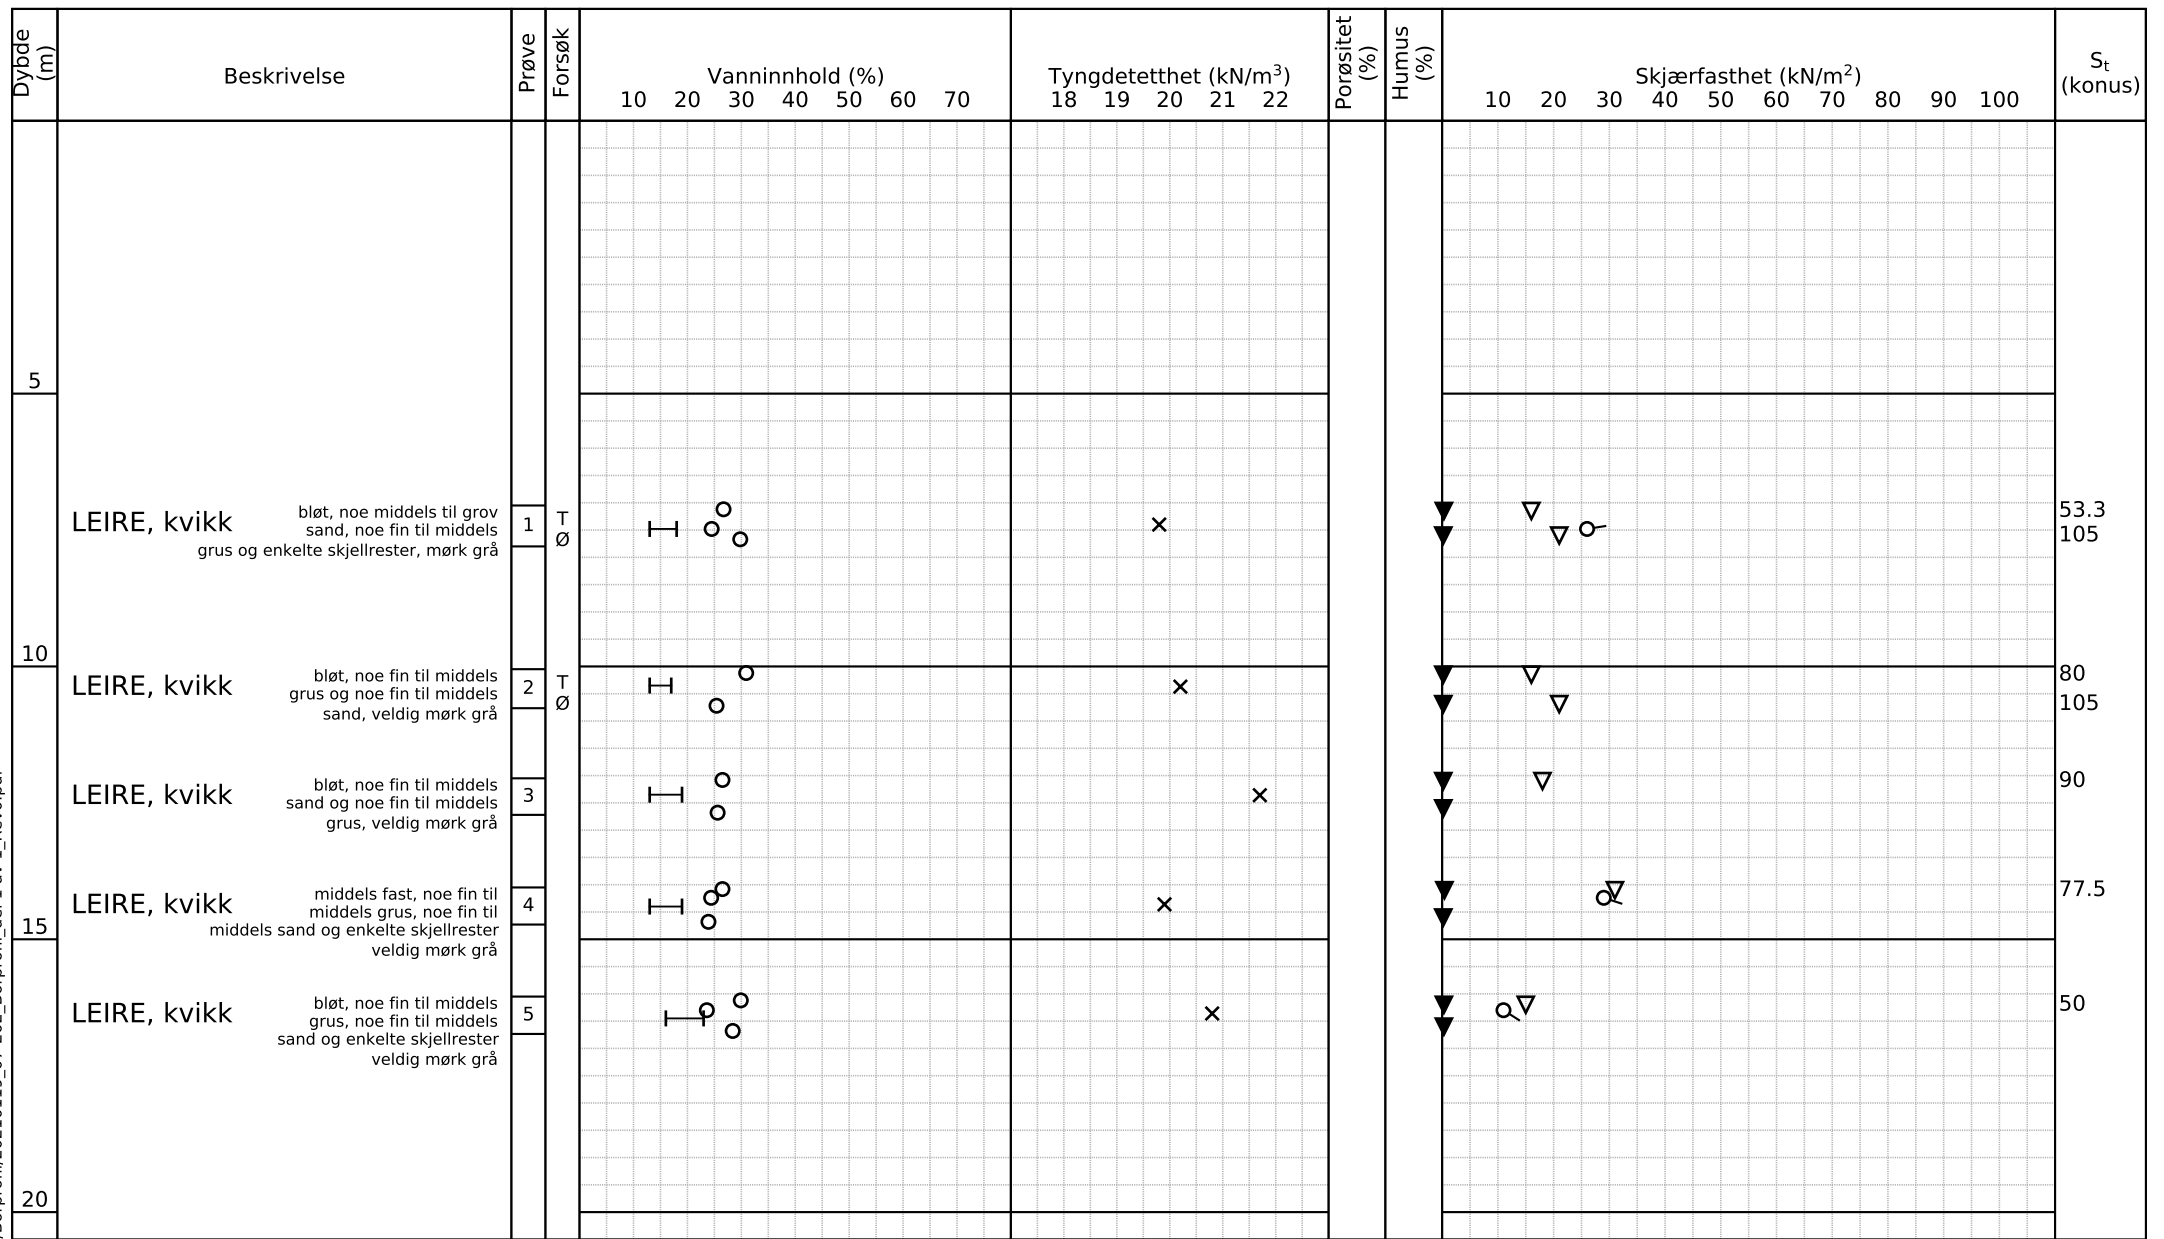 Dybde (m)
Beskrivelse
Prøve
Forsøk
Vanninnhold (%)
10 20 30 40 50 60 70
Tyngdetetthet (kN/m³)
18 19 20 21 22
Porøsitet (%)
Humus (%)
Skjærfasthet (kN/m²)
10 20 30 40 50 60 70 80 90 100
Sₜ
(konus)
5
LEIRE, kvikk
bløt, noe middels til grov
sand, noe fin til middels
grus og enkelte skjellrester, mørk grå
1
T
Ø
53.3
105
10
LEIRE, kvikk
bløt, noe fin til middels
grus og noe fin til middels
sand, veldig mørk grå
2
T
Ø
80
105
LEIRE, kvikk
bløt, noe fin til middels
sand og noe fin til middels
grus, veldig mørk grå
3
90
LEIRE, kvikk
middels fast, noe fin til
middels grus, noe fin til
middels sand og enkelte skjellrester
veldig mørk grå
4
77.5
15
LEIRE, kvikk
bløt, noe fin til middels
grus, noe fin til middels
sand og enkelte skjellrester
veldig mørk grå
5
50
20